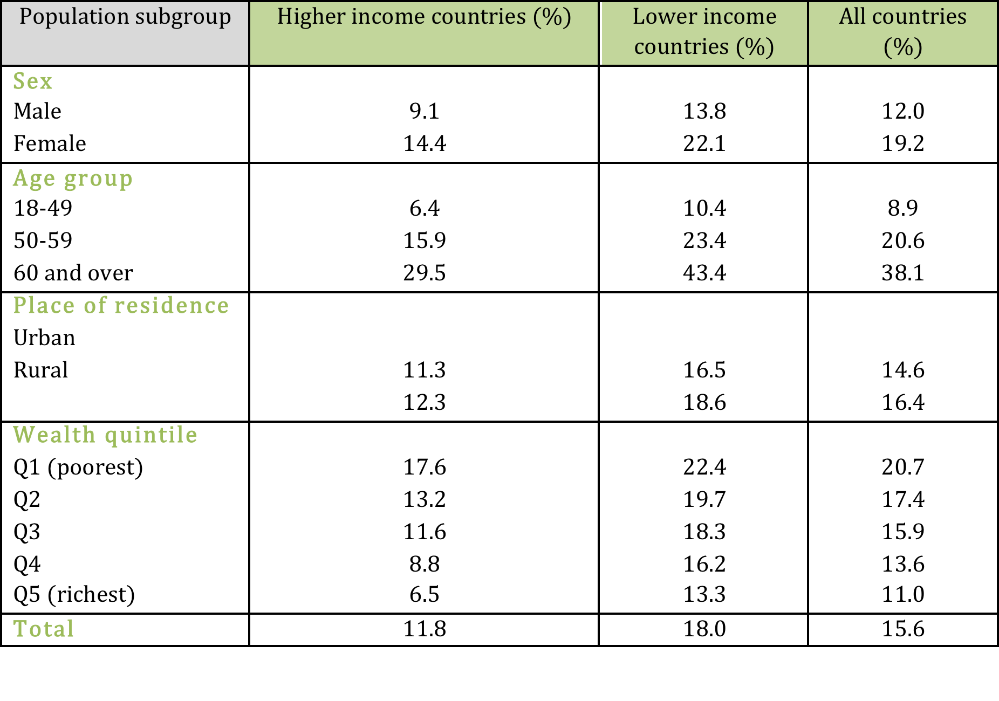 Population subgroup Higher income countries (%) Lower income countries (%) All countries (%)
Sex
Male 9.1 13.8 12.0
Female 14.4 22.1 19.2
Age group
18-49 6.4 10.4 8.9
50-59 15.9 23.4 20.6
60 and over 29.5 43.4 38.1
Place of residence
Urban
Rural 11.3 16.5 14.6
12.3 18.6 16.4
Wealth quintile
Q1 (poorest) 17.6 22.4 20.7
Q2 13.2 19.7 17.4
Q3 11.6 18.3 15.9
Q4 8.8 16.2 13.6
Q5 (richest) 6.5 13.3 11.0
Total 11.8 18.0 15.6